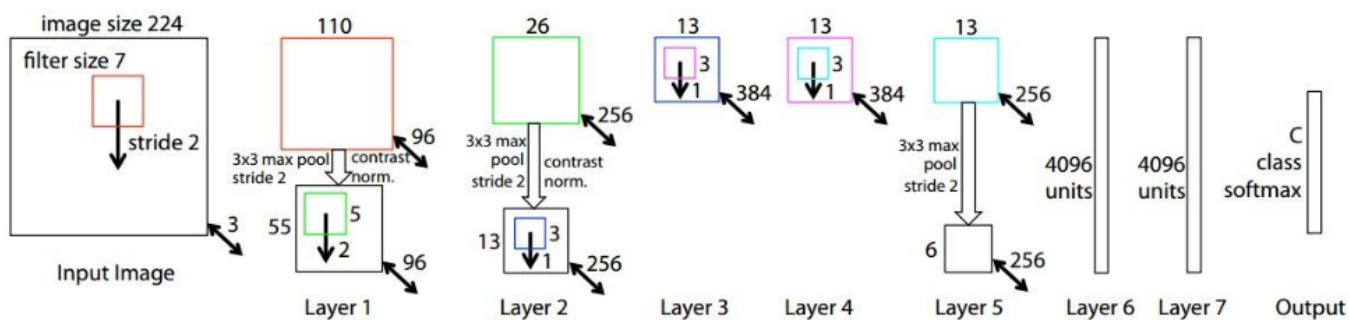 image size 224
filter size 7
stride 2
3
Input Image
110
96
3x3 max pool
stride 2
contrast
norm.
55
5
2
96
Layer 1
26
256
3x3 max
pool
stride 2
contrast
norm.
13
3
1
256
Layer 2
13
3
1
384
Layer 3
13
3
1
384
Layer 4
13
256
3x3 max
pool
stride 2
6
256
Layer 5
4096
units
Layer 6
4096
units
Layer 7
C
class
softmax
Output